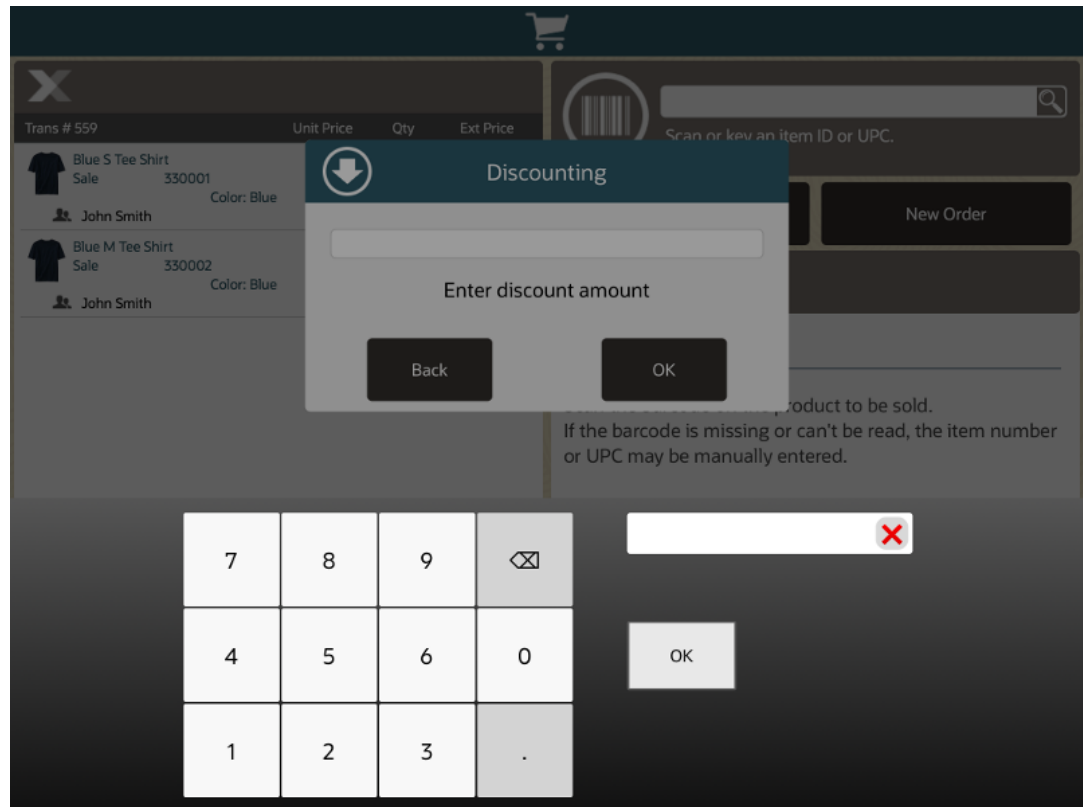 Trans # 559 Unit Price Qty Ext Price
Blue S Tee Shirt
Sale 330001
Color: Blue
John Smith
Blue M Tee Shirt
Sale 330002
Color: Blue
John Smith
Scan or key an item ID or UPC.
New Order
Discounting
Enter discount amount
Back OK
product to be sold.
If the barcode is missing or can't be read, the item number
or UPC may be manually entered.
7 8 9
4 5 6 0
1 2 3 .
OK